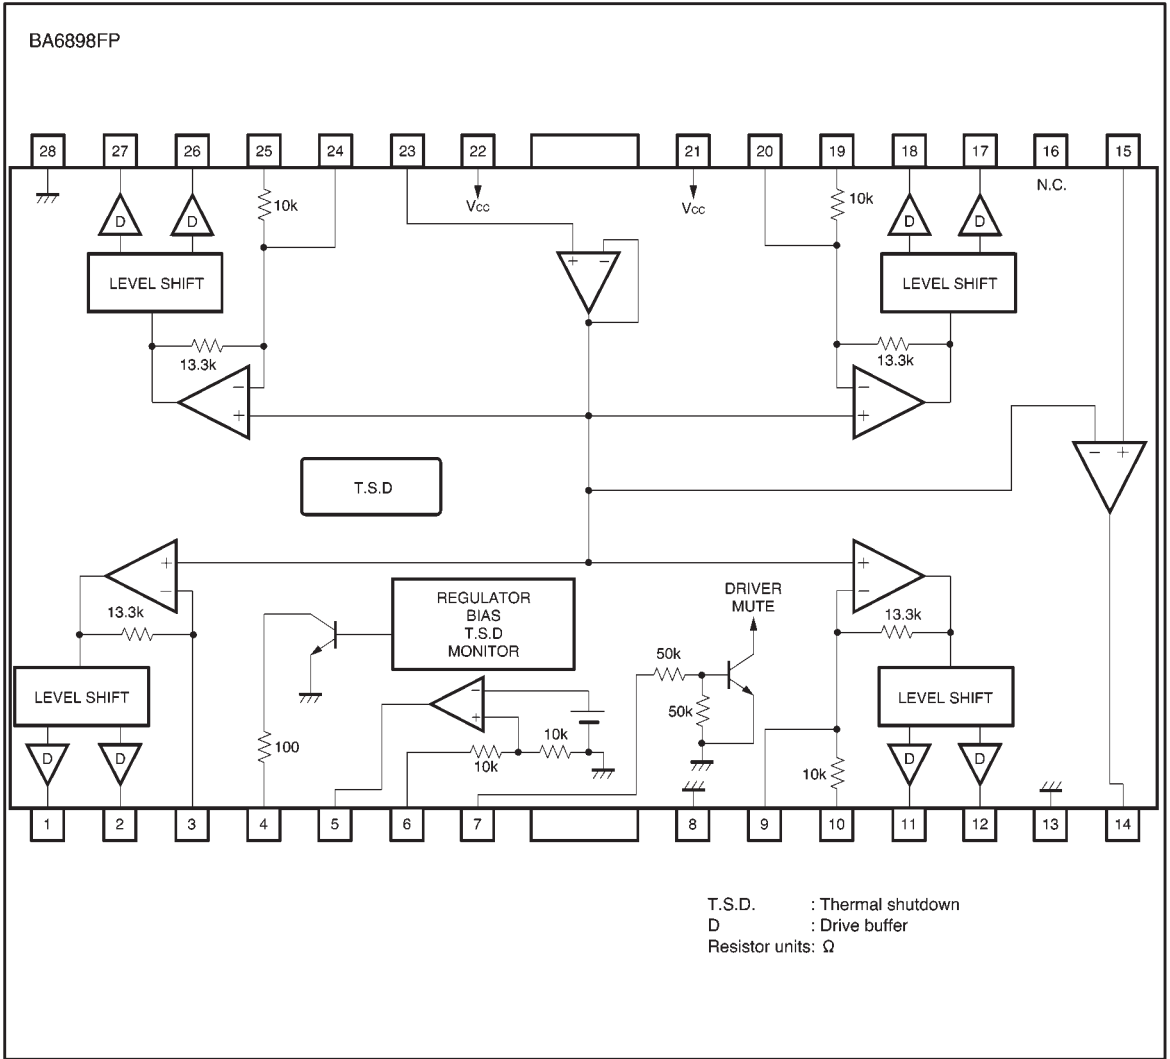 BA6898FP
28 27 26 25 24 23 22 21 20 19 18 17 16 15
N.C.
10k
Vcc
Vcc
10k
D D
D D
+ −
LEVEL SHIFT
LEVEL SHIFT
13.3k
13.3k
−
+
−
+
− +
T.S.D
+
−
+
−
REGULATOR
BIAS
T.S.D
MONITOR
DRIVER
MUTE
13.3k
13.3k
50k
50k
LEVEL SHIFT
LEVEL SHIFT
−
+
100
10k
10k
10k
D D
D D
1 2 3 4 5 6 7 8 9 10 11 12 13 14
T.S.D. : Thermal shutdown
D : Drive buffer
Resistor units: Ω